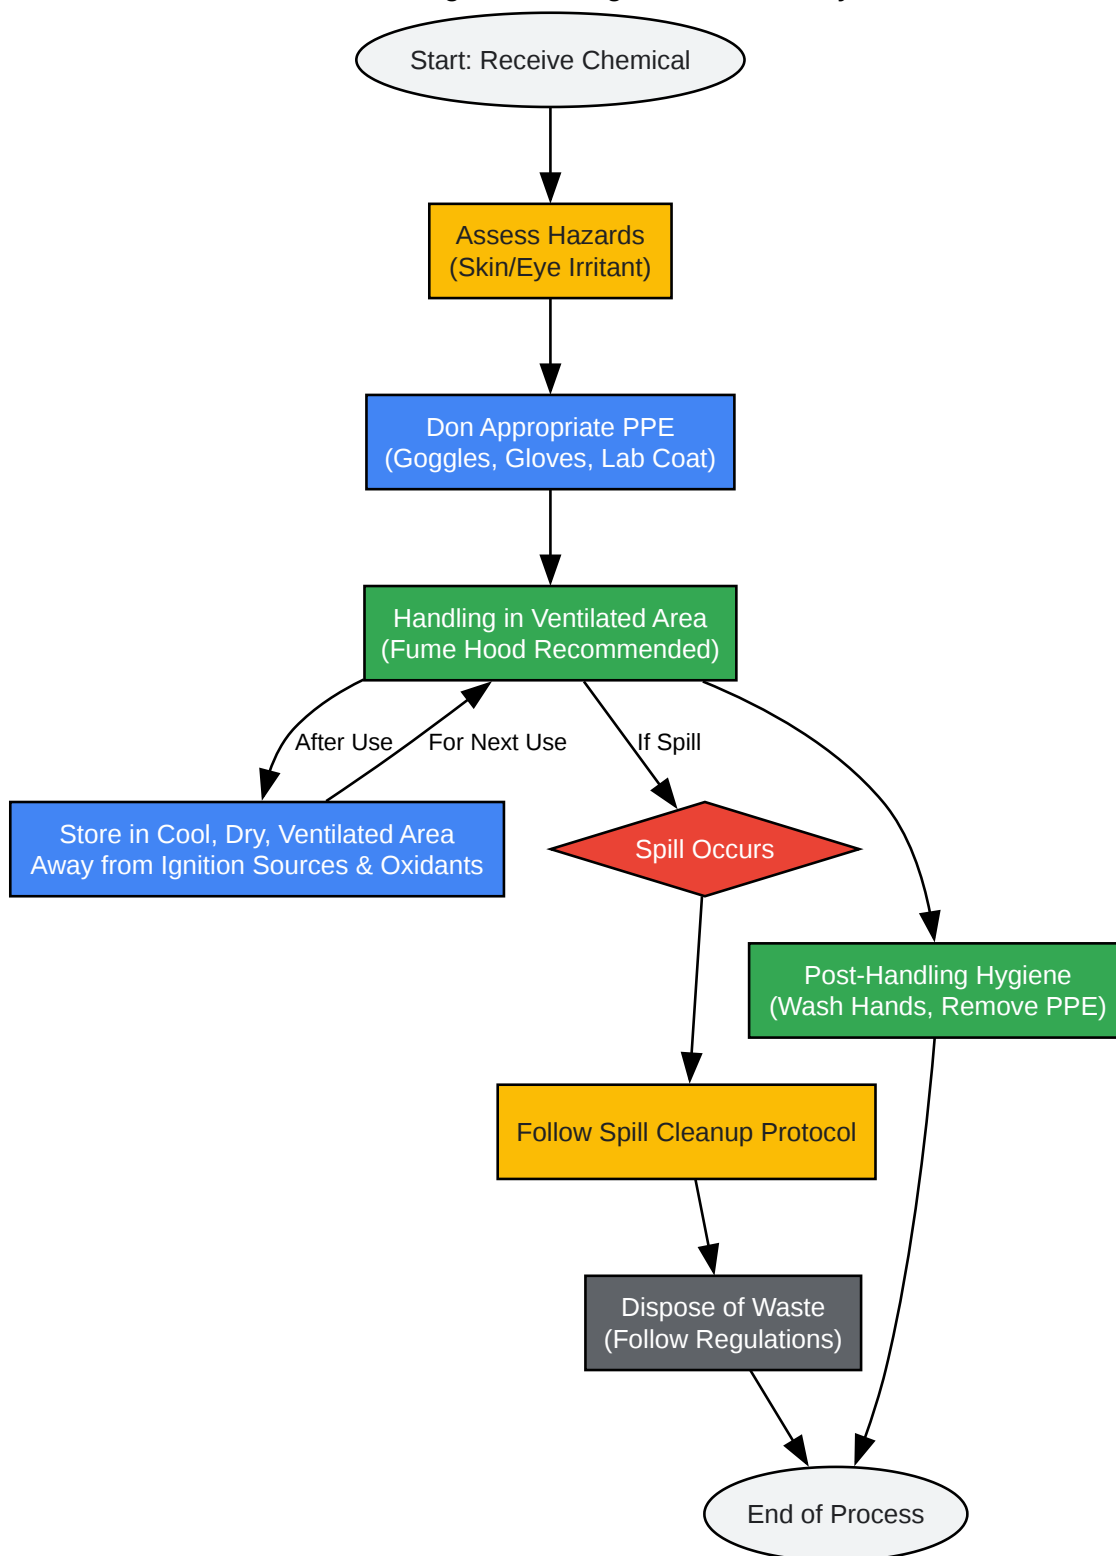 Start: Receive Chemical
Assess Hazards
(Skin/Eye Irritant)
Don Appropriate PPE
(Goggles, Gloves, Lab Coat)
Handling in Ventilated Area
(Fume Hood Recommended)
After Use
For Next Use
If Spill
Store in Cool, Dry, Ventilated Area
Away from Ignition Sources & Oxidants
Spill Occurs
Post-Handling Hygiene
(Wash Hands, Remove PPE)
Follow Spill Cleanup Protocol
Dispose of Waste
(Follow Regulations)
End of Process